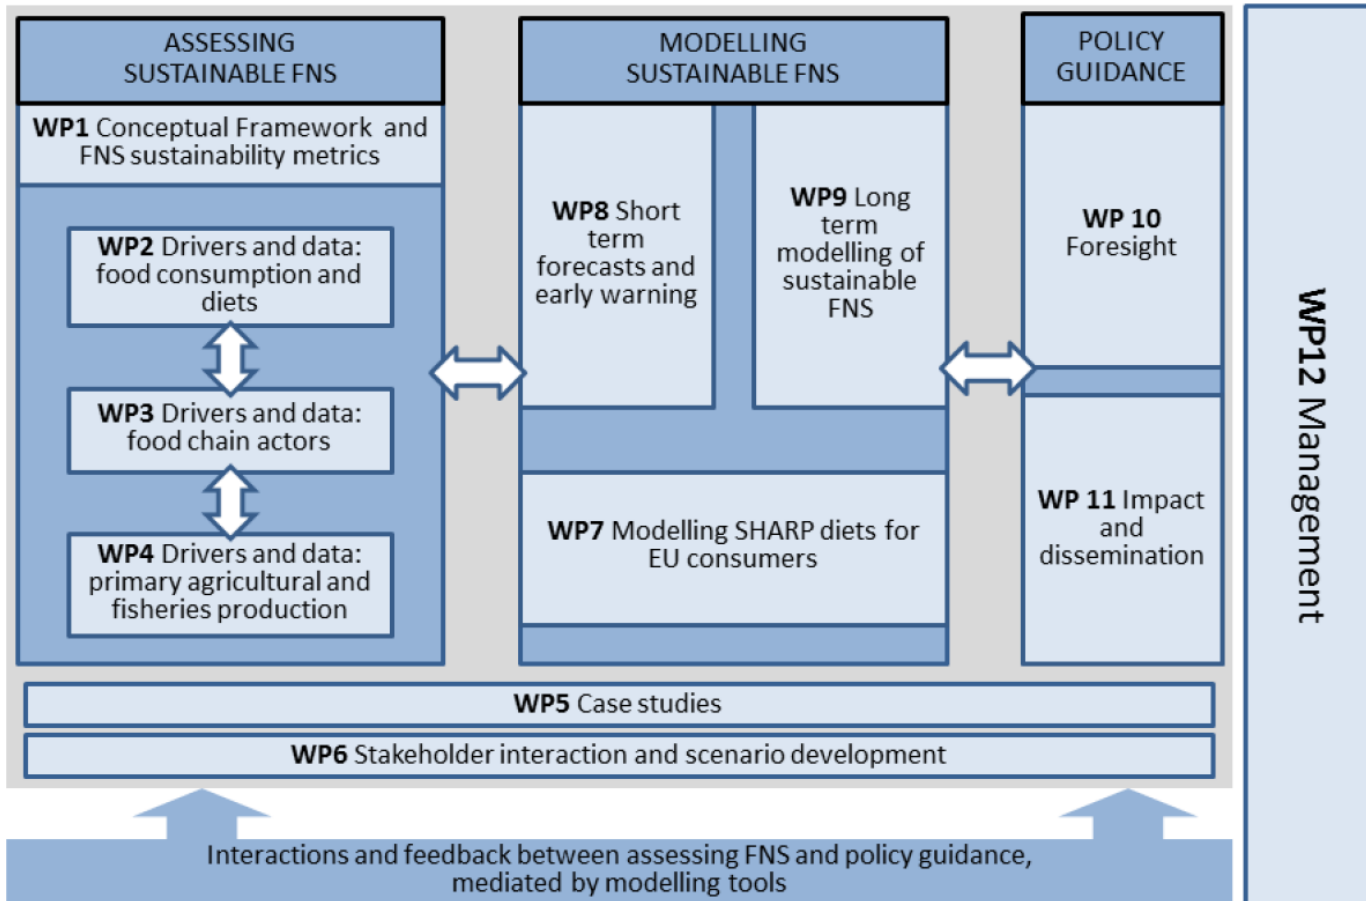 ASSESSING
SUSTAINABLE FNS
WP1 Conceptual Framework and
FNS sustainability metrics
WP2 Drivers and data:
food consumption and
diets
WP3 Drivers and data:
food chain actors
WP4 Drivers and data:
primary agricultural and
fisheries production
MODELLING
SUSTAINABLE FNS
WP8 Short
term
forecasts and
early warning
WP9 Long
term
modelling of
sustainable
FNS
WP7 Modelling SHARP diets for
EU consumers
POLICY
GUIDANCE
WP 10
Foresight
WP 11 Impact
and
dissemination
WP5 Case studies
WP6 Stakeholder interaction and scenario development
Interactions and feedback between assessing FNS and policy guidance,
mediated by modelling tools
WP12 Management